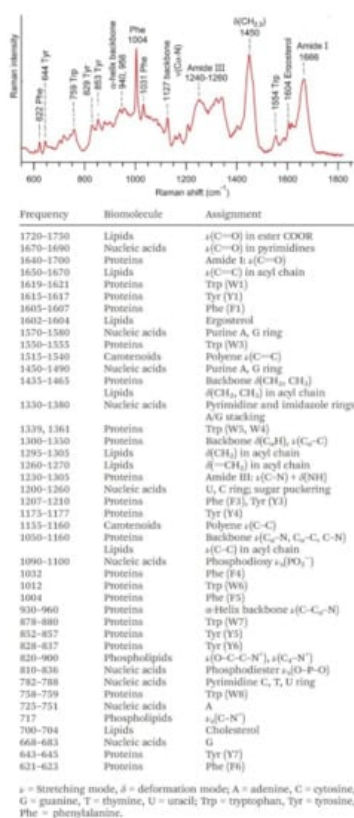 Raman intensity
622 Phe
644 Tyr
759 Trp
829 Tyr
853 Tyr
α-helix backbone
940, 956
Phe
1004
1031 Phe
1127 backbone
ν(Cα-N)
Amide III
1240-1260
δ(CH2,3)
1450
1554 Trp
1604 Ergosterol
Amide I
1666
600 800 1000 1200 1400 1600 1800
Raman shift (cm⁻¹)
Frequency Biomolecule Assignment
1720–1750 Lipids ν(C=O) in ester COOR
1670–1690 Nucleic acids ν(C=O) in pyrimidines
1640–1700 Proteins Amide I: ν(C=O)
1650–1670 Lipids ν(C=C) in acyl chain
1619–1621 Proteins Trp (W1)
1615–1617 Proteins Tyr (Y1)
1605–1607 Proteins Phe (F1)
1602–1604 Lipids Ergosterol
1570–1580 Nucleic acids Purine A, G ring
1550–1555 Proteins Trp (W3)
1515–1540 Carotenoids Polyene ν(C=C)
1450–1490 Nucleic acids Purine A, G ring
1435–1465 Proteins Backbone δ(CH2, CH3)
Lipids δ(CH2, CH3) in acyl chain
1330–1380 Nucleic acids Pyrimidine and imidazole rings
A/G stacking
1339, 1361 Proteins Trp (W5, W4)
1300–1350 Proteins Backbone δ(CαH), ν(Cα–C)
1295–1305 Lipids δ(CH2) in acyl chain
1260–1270 Lipids δ(=CH2) in acyl chain
1230–1305 Proteins Amide III: ν(C–N) + δ(NH)
1200–1260 Nucleic acids U, C ring; sugar puckering
1207–1210 Proteins Phe (F3), Tyr (Y3)
1175–1177 Proteins Tyr (Y4)
1155–1160 Carotenoids Polyene ν(C–C)
1050–1160 Proteins Backbone ν(Cα–N, Cα–C, C–N)
Lipids ν(C–C) in acyl chain
1090–1100 Nucleic acids Phosphodioxy νs(PO2⁻)
1032 Proteins Phe (F4)
1012 Proteins Trp (W6)
1004 Proteins Phe (F5)
930–960 Proteins α-Helix backbone ν(C–Cα–N)
878–880 Proteins Trp (W7)
852–857 Proteins Tyr (Y5)
828–837 Proteins Tyr (Y6)
820–900 Phospholipids ν(O–C–C–N⁺), ν(C4–N⁺)
810–836 Nucleic acids Phosphodiester νs(O–P–O)
782–788 Nucleic acids Pyrimidine C, T, U ring
758–759 Proteins Trp (W8)
725–751 Nucleic acids A
717 Phospholipids νs(C–N⁺)
700–704 Lipids Cholesterol
668–683 Nucleic acids G
643–645 Proteins Tyr (Y7)
621–623 Proteins Phe (F6)
ν = Stretching mode, δ = deformation mode; A = adenine, C = cytosine,
G = guanine, T = thymine, U = uracil; Trp = tryptophan, Tyr = tyrosine,
Phe = phenylalanine.